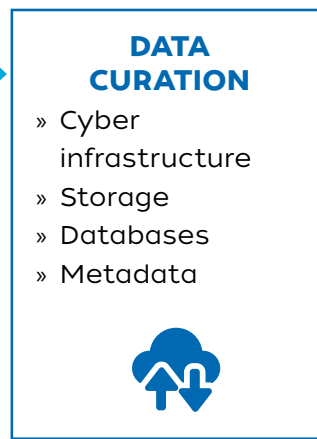 DATA
CURATION
» Cyber
infrastructure
» Storage
» Databases
» Metadata